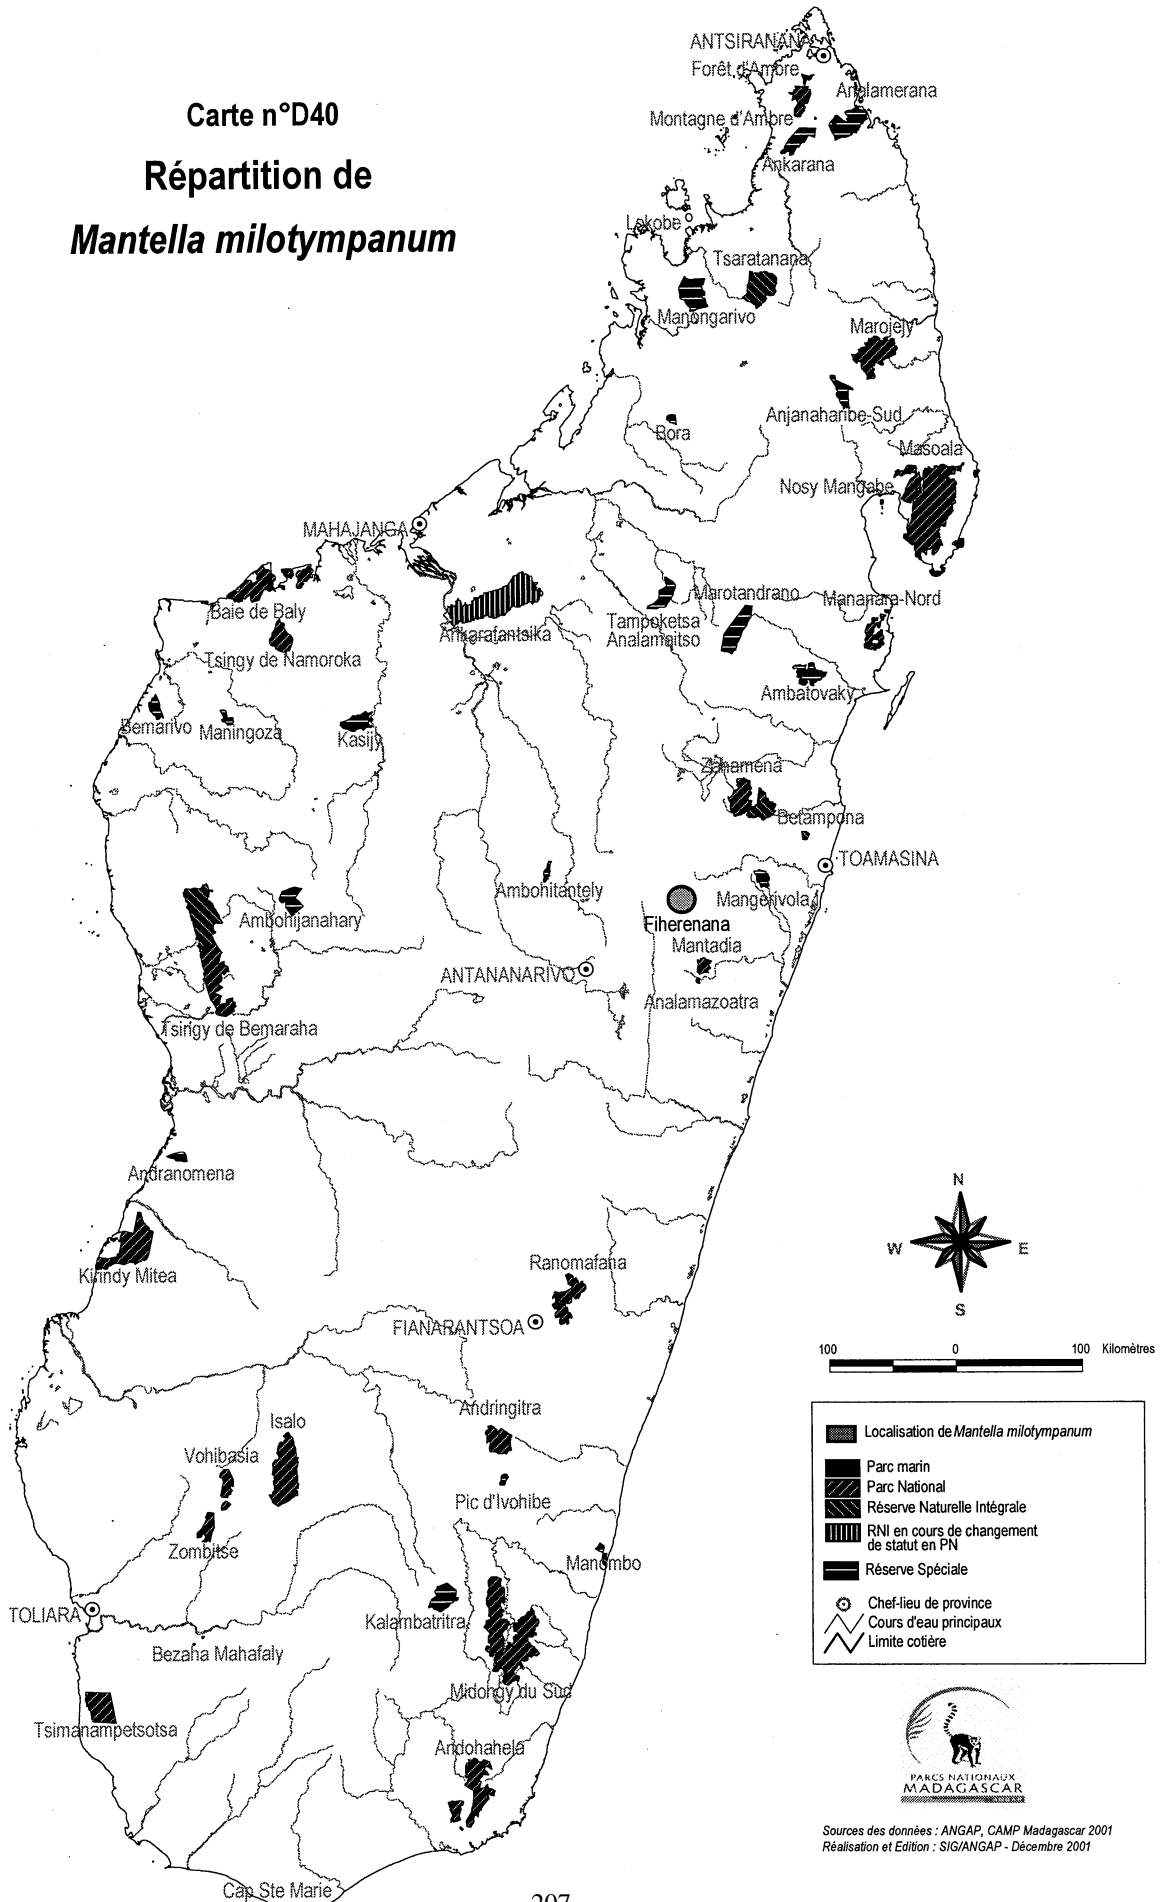 Carte n°D40
Répartition de
Mantella milotympanum
ANTSIRANANA
Forêt d'Ambre
Analamerana
Montagne d'Ambre
Ankarana
Lokobe
Tsaratanana
Manongarivo
Marojejy
Anjanaharibe-Sud
Bora
Masoala
Nosy Mangabe
MAHAJANGA
Baie de Baly
Ankarafantsika
Tampoketsa
Analamaitso
Marotandrano
Mananara-Nord
Tsingy de Namoroka
Ambatovaky
Bemarivo
Maningoza
Kasijy
Zahamena
Betampona
TOAMASINA
Ambohitantely
Mangerivola
Ambohijanahary
Fiherenana
Mantadia
ANTANANARIVO
Analamazoatra
Tsingy de Bemaraha
Andranomena
Kirindy Mitea
Ranomafana
FIANARANTSOA
Andringitra
Isalo
Vohibasia
Pic d'Ivohibe
Zombitse
Manombo
TOLIARA
Kalambatritra
Bezaha Mahafaly
Midongy du Sud
Tsimanampetsotsa
Andohahela
Cap Ste Marie
N
W
E
S
100 0 100 Kilomètres
Localisation de Mantella milotympanum
Parc marin
Parc National
Réserve Naturelle Intégrale
RNI en cours de changement
de statut en PN
Réserve Spéciale
Chef-lieu de province
Cours d'eau principaux
Limite cotière
PARCS NATIONAUX
MADAGASCAR
Sources des données : ANGAP, CAMP Madagascar 2001
Réalisation et Edition : SIG/ANGAP - Décembre 2001
207